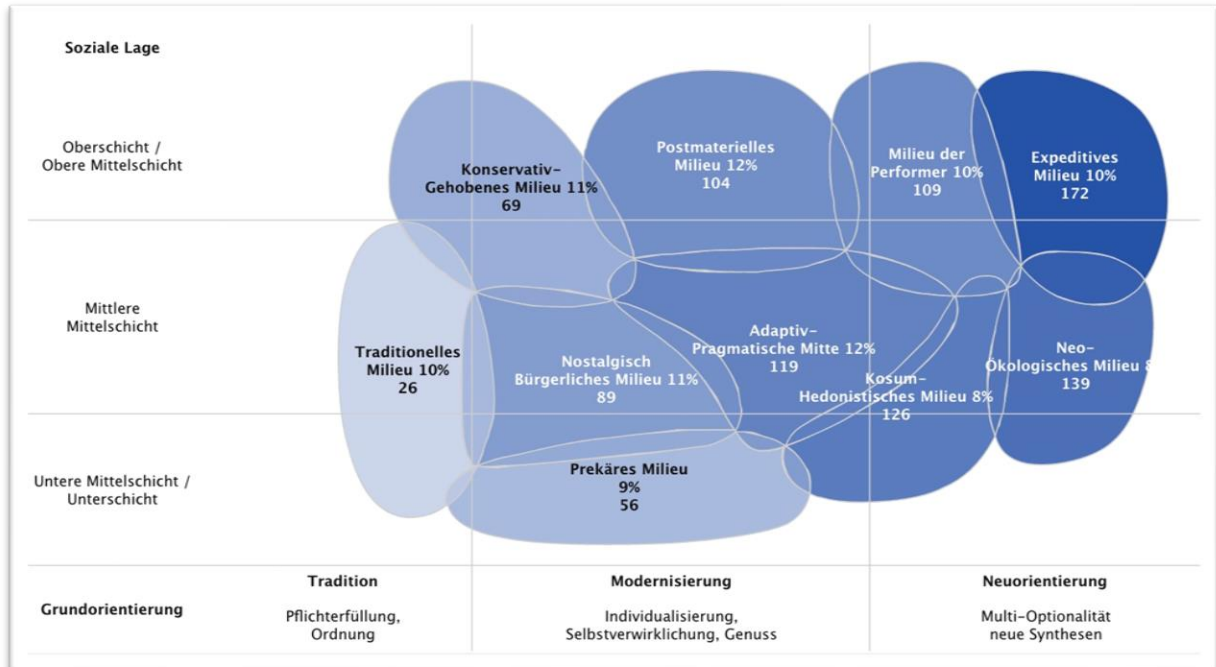 Soziale Lage
Oberschicht /
Obere Mittelschicht
Konservativ-
Gehobenes Milieu 11%
69
Postmaterielles
Milieu 12%
104
Milieu der
Performer 10%
109
Expeditives
Milieu 10%
172
Mittlere
Mittelschicht
Traditionelles
Milieu 10%
26
Nostalgisch
Bürgerliches Milieu 11%
89
Adaptiv-
Pragmatische Mitte 12%
119
Kosum-
Hedonistisches Milieu 8%
126
Neo-
Ökologisches Milieu 8
139
Untere Mittelschicht /
Unterschicht
Prekäres Milieu
9%
56
Grundorientierung
Tradition
Pflichterfüllung,
Ordnung
Modernisierung
Individualisierung,
Selbstverwirklichung, Genuss
Neuorientierung
Multi-Optionalität
neue Synthesen